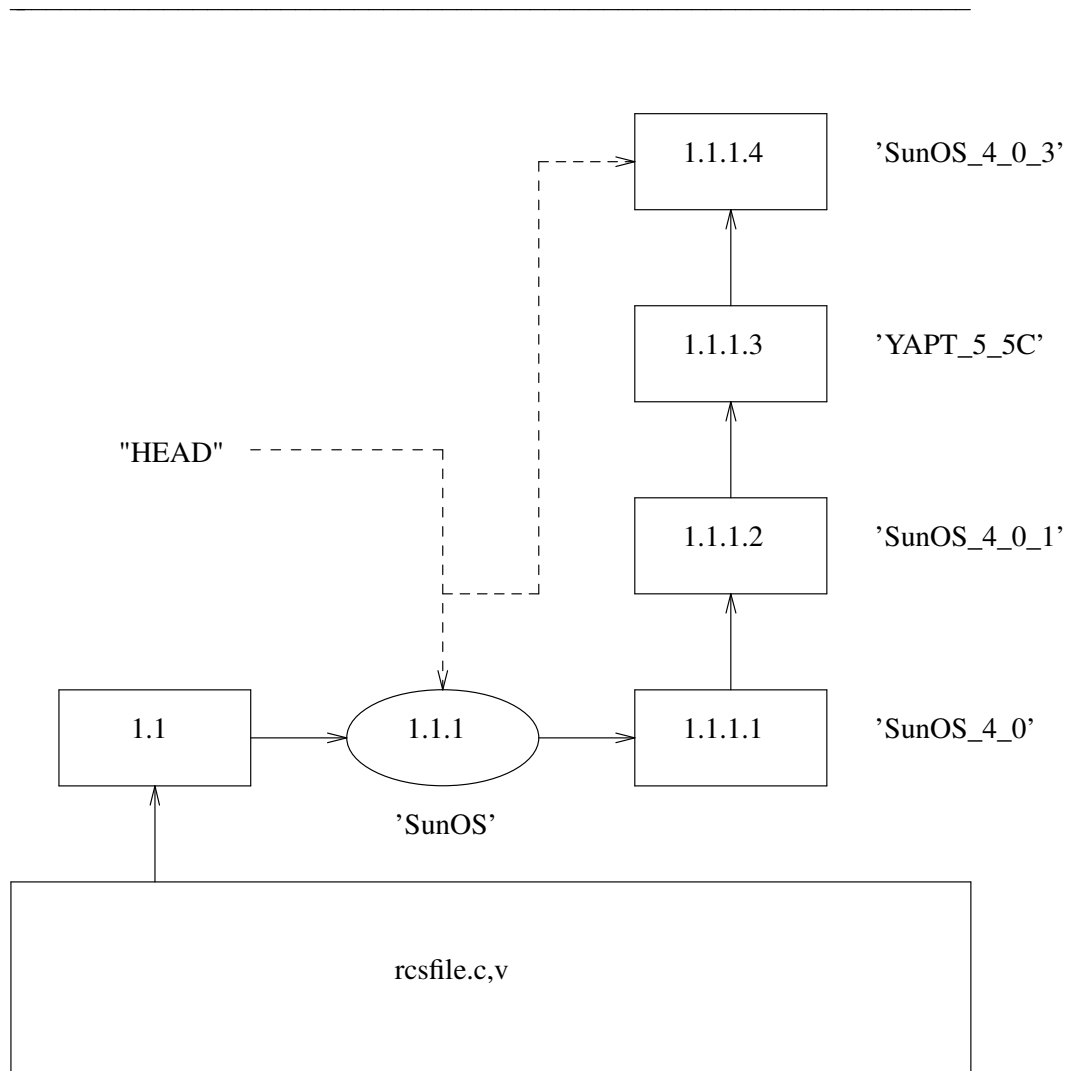 1.1.1.4 ’SunOS_4_0_3’
1.1.1.3 ’YAPT_5_5C’
"HEAD"
1.1.1.2 ’SunOS_4_0_1’
1.1 1.1.1 1.1.1.1 ’SunOS_4_0’
’SunOS’
rcsfile.c,v